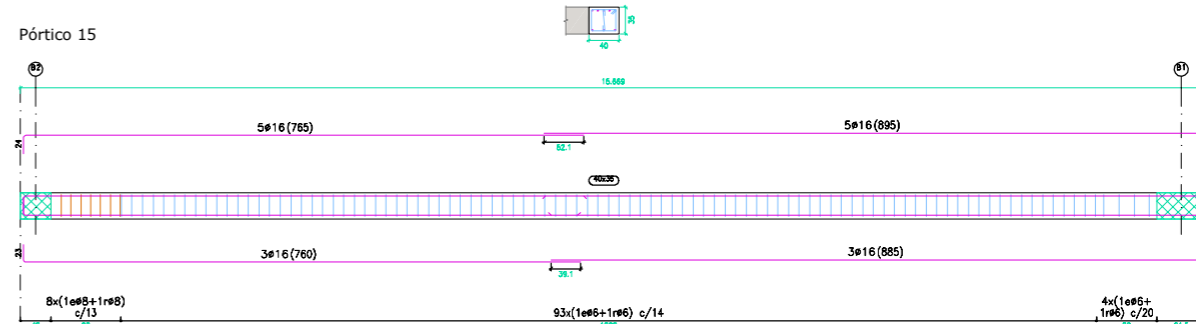 35
40
Pórtico 15
B2
B1
15.669
5ø16(765)
5ø16(895)
24
62.1
40x35
23
3ø16(760)
3ø16(885)
39.1
8x(1eø8+1rø8)
c/13
93x(1eø6+1rø6) c/14
4x(1eø6+
1rø6) c/20